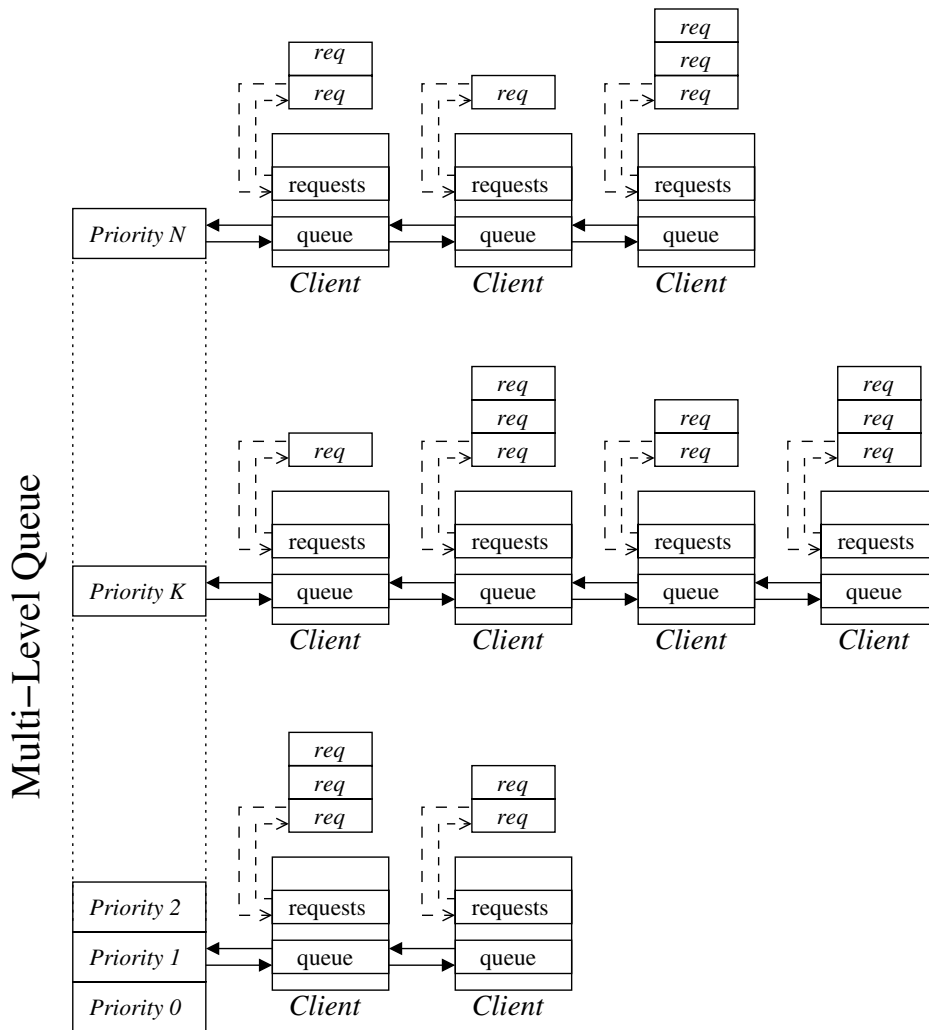 req
req req req
req req req
requests requests requests
Priority N queue queue queue
Client Client Client
req req
req req req
req req req req
requests requests requests requests
Priority K queue queue queue queue
Client Client Client Client
Multi−Level Queue
req
req req
req req
Priority 2 requests requests
Priority 1 queue queue
Priority 0 Client Client